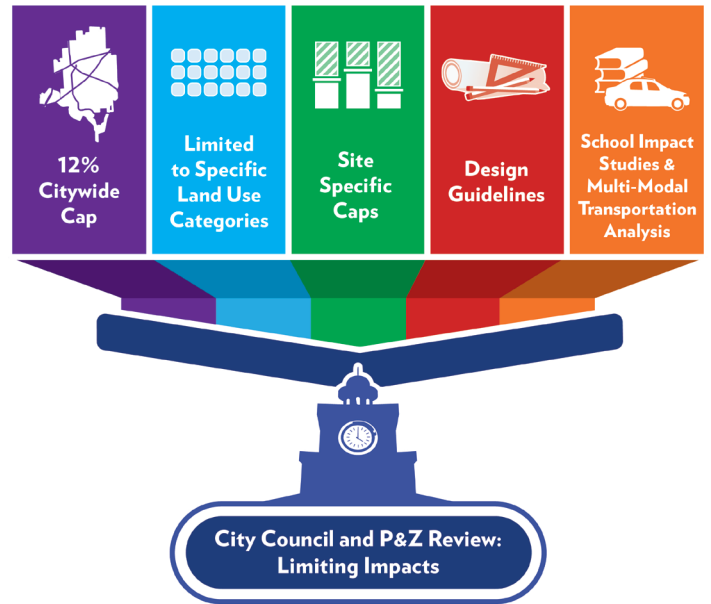 12%
Citywide
Cap
Limited
to Specific
Land Use
Categories
Site
Specific
Caps
Design
Guidelines
School Impact
Studies &
Multi-Modal
Transportation
Analysis
City Council and P&Z Review:
Limiting Impacts